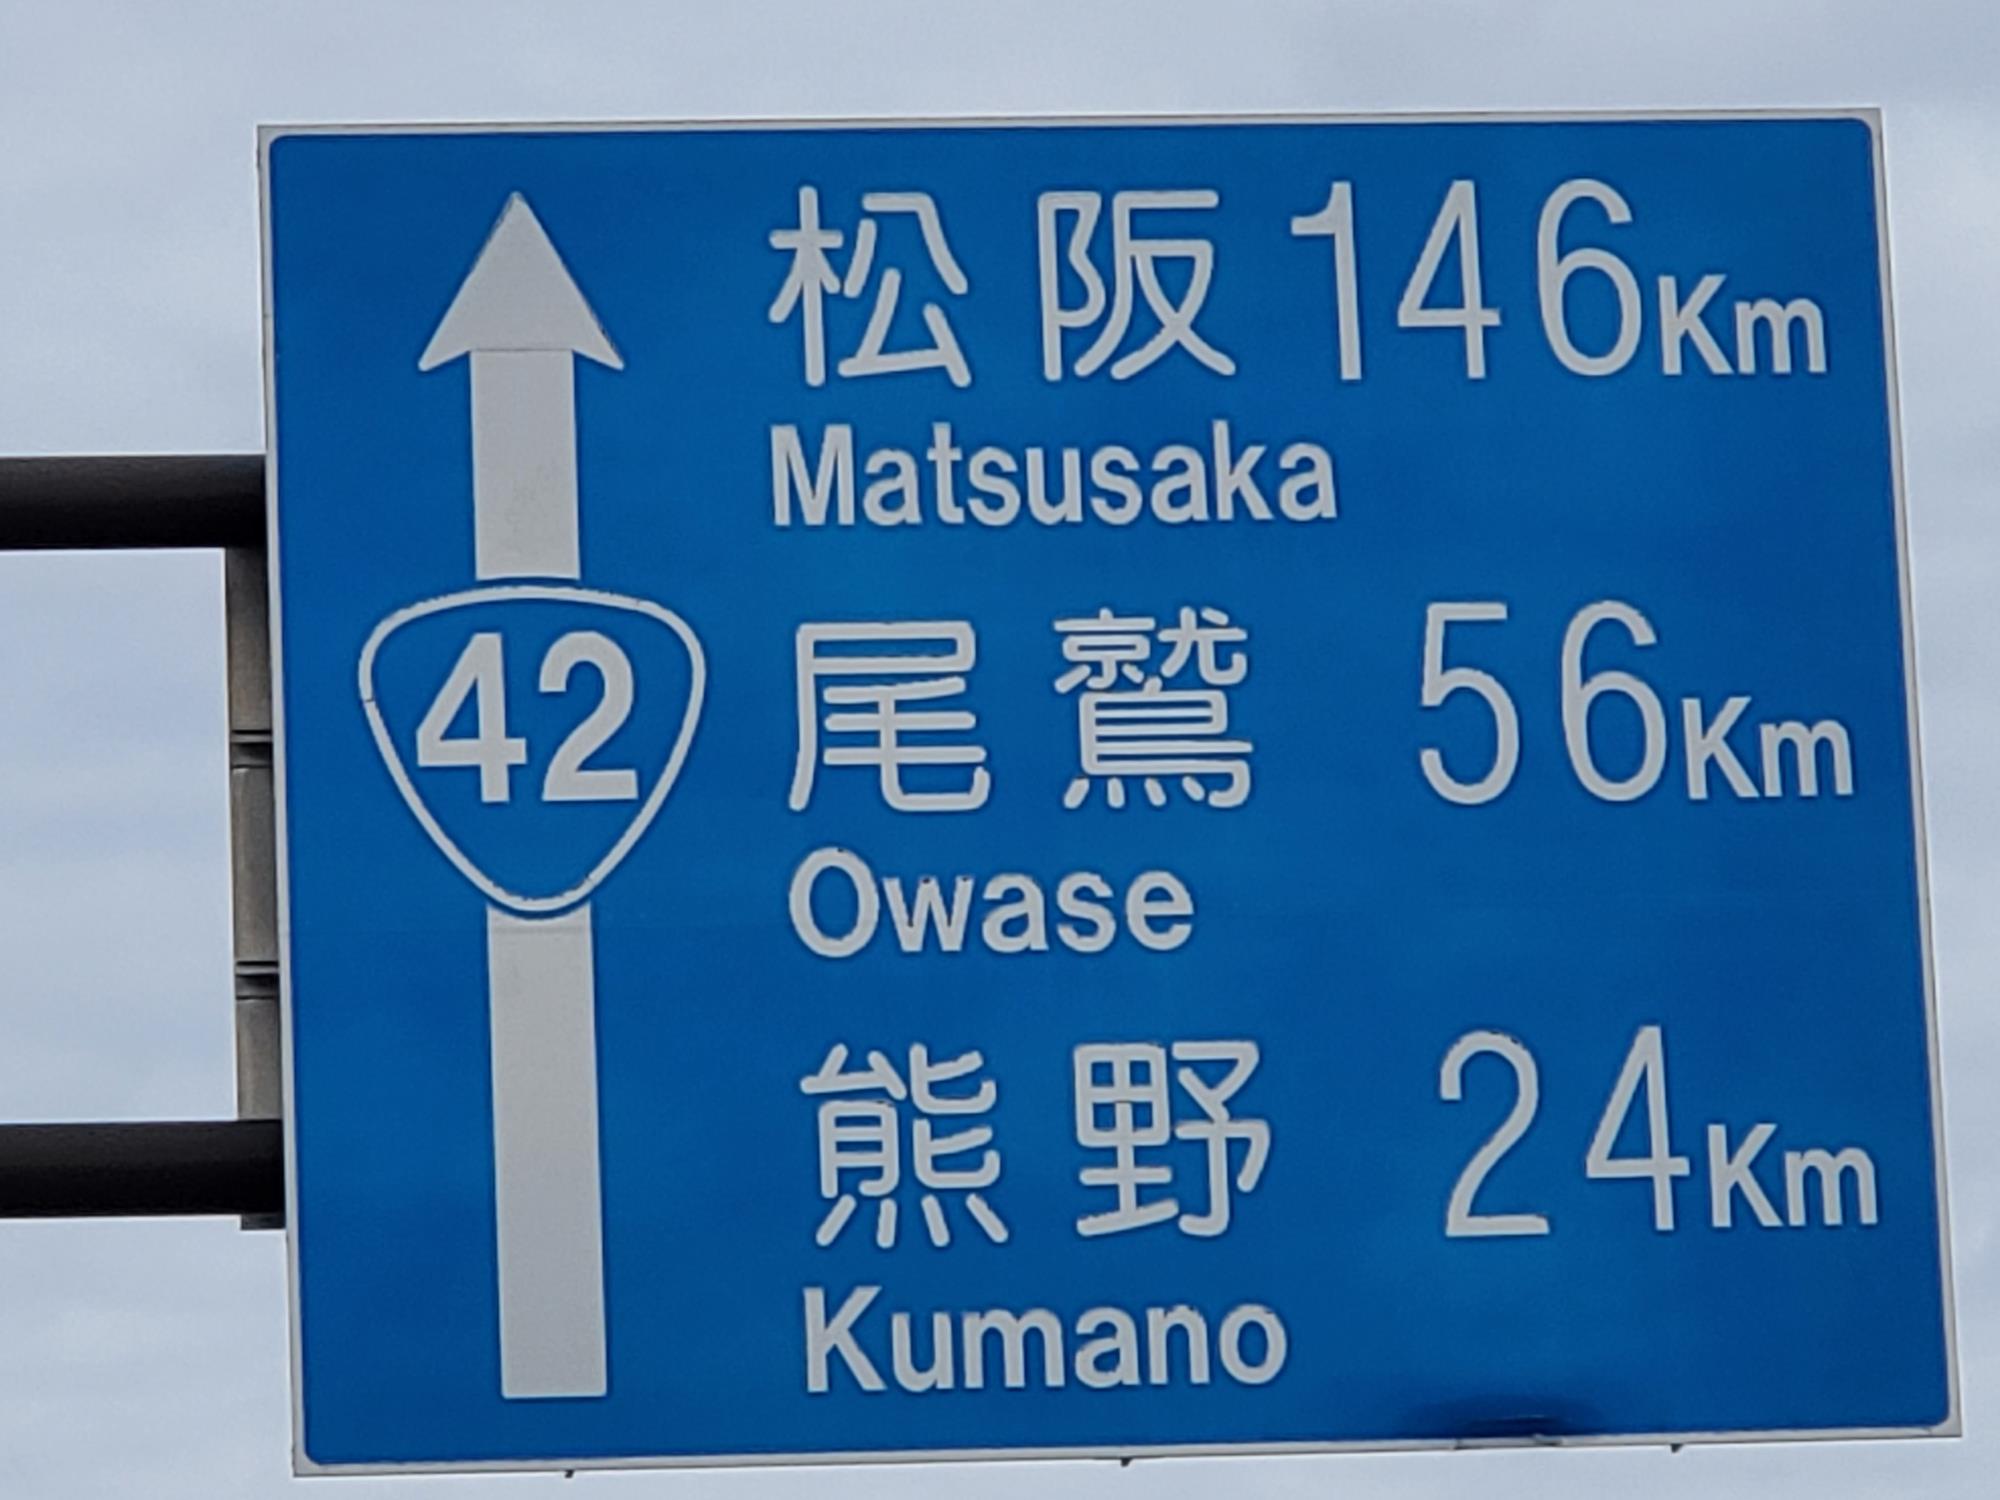 松阪 146Km
Matsusaka
42
尾鷲 56Km
Owase
熊野 24Km
Kumano